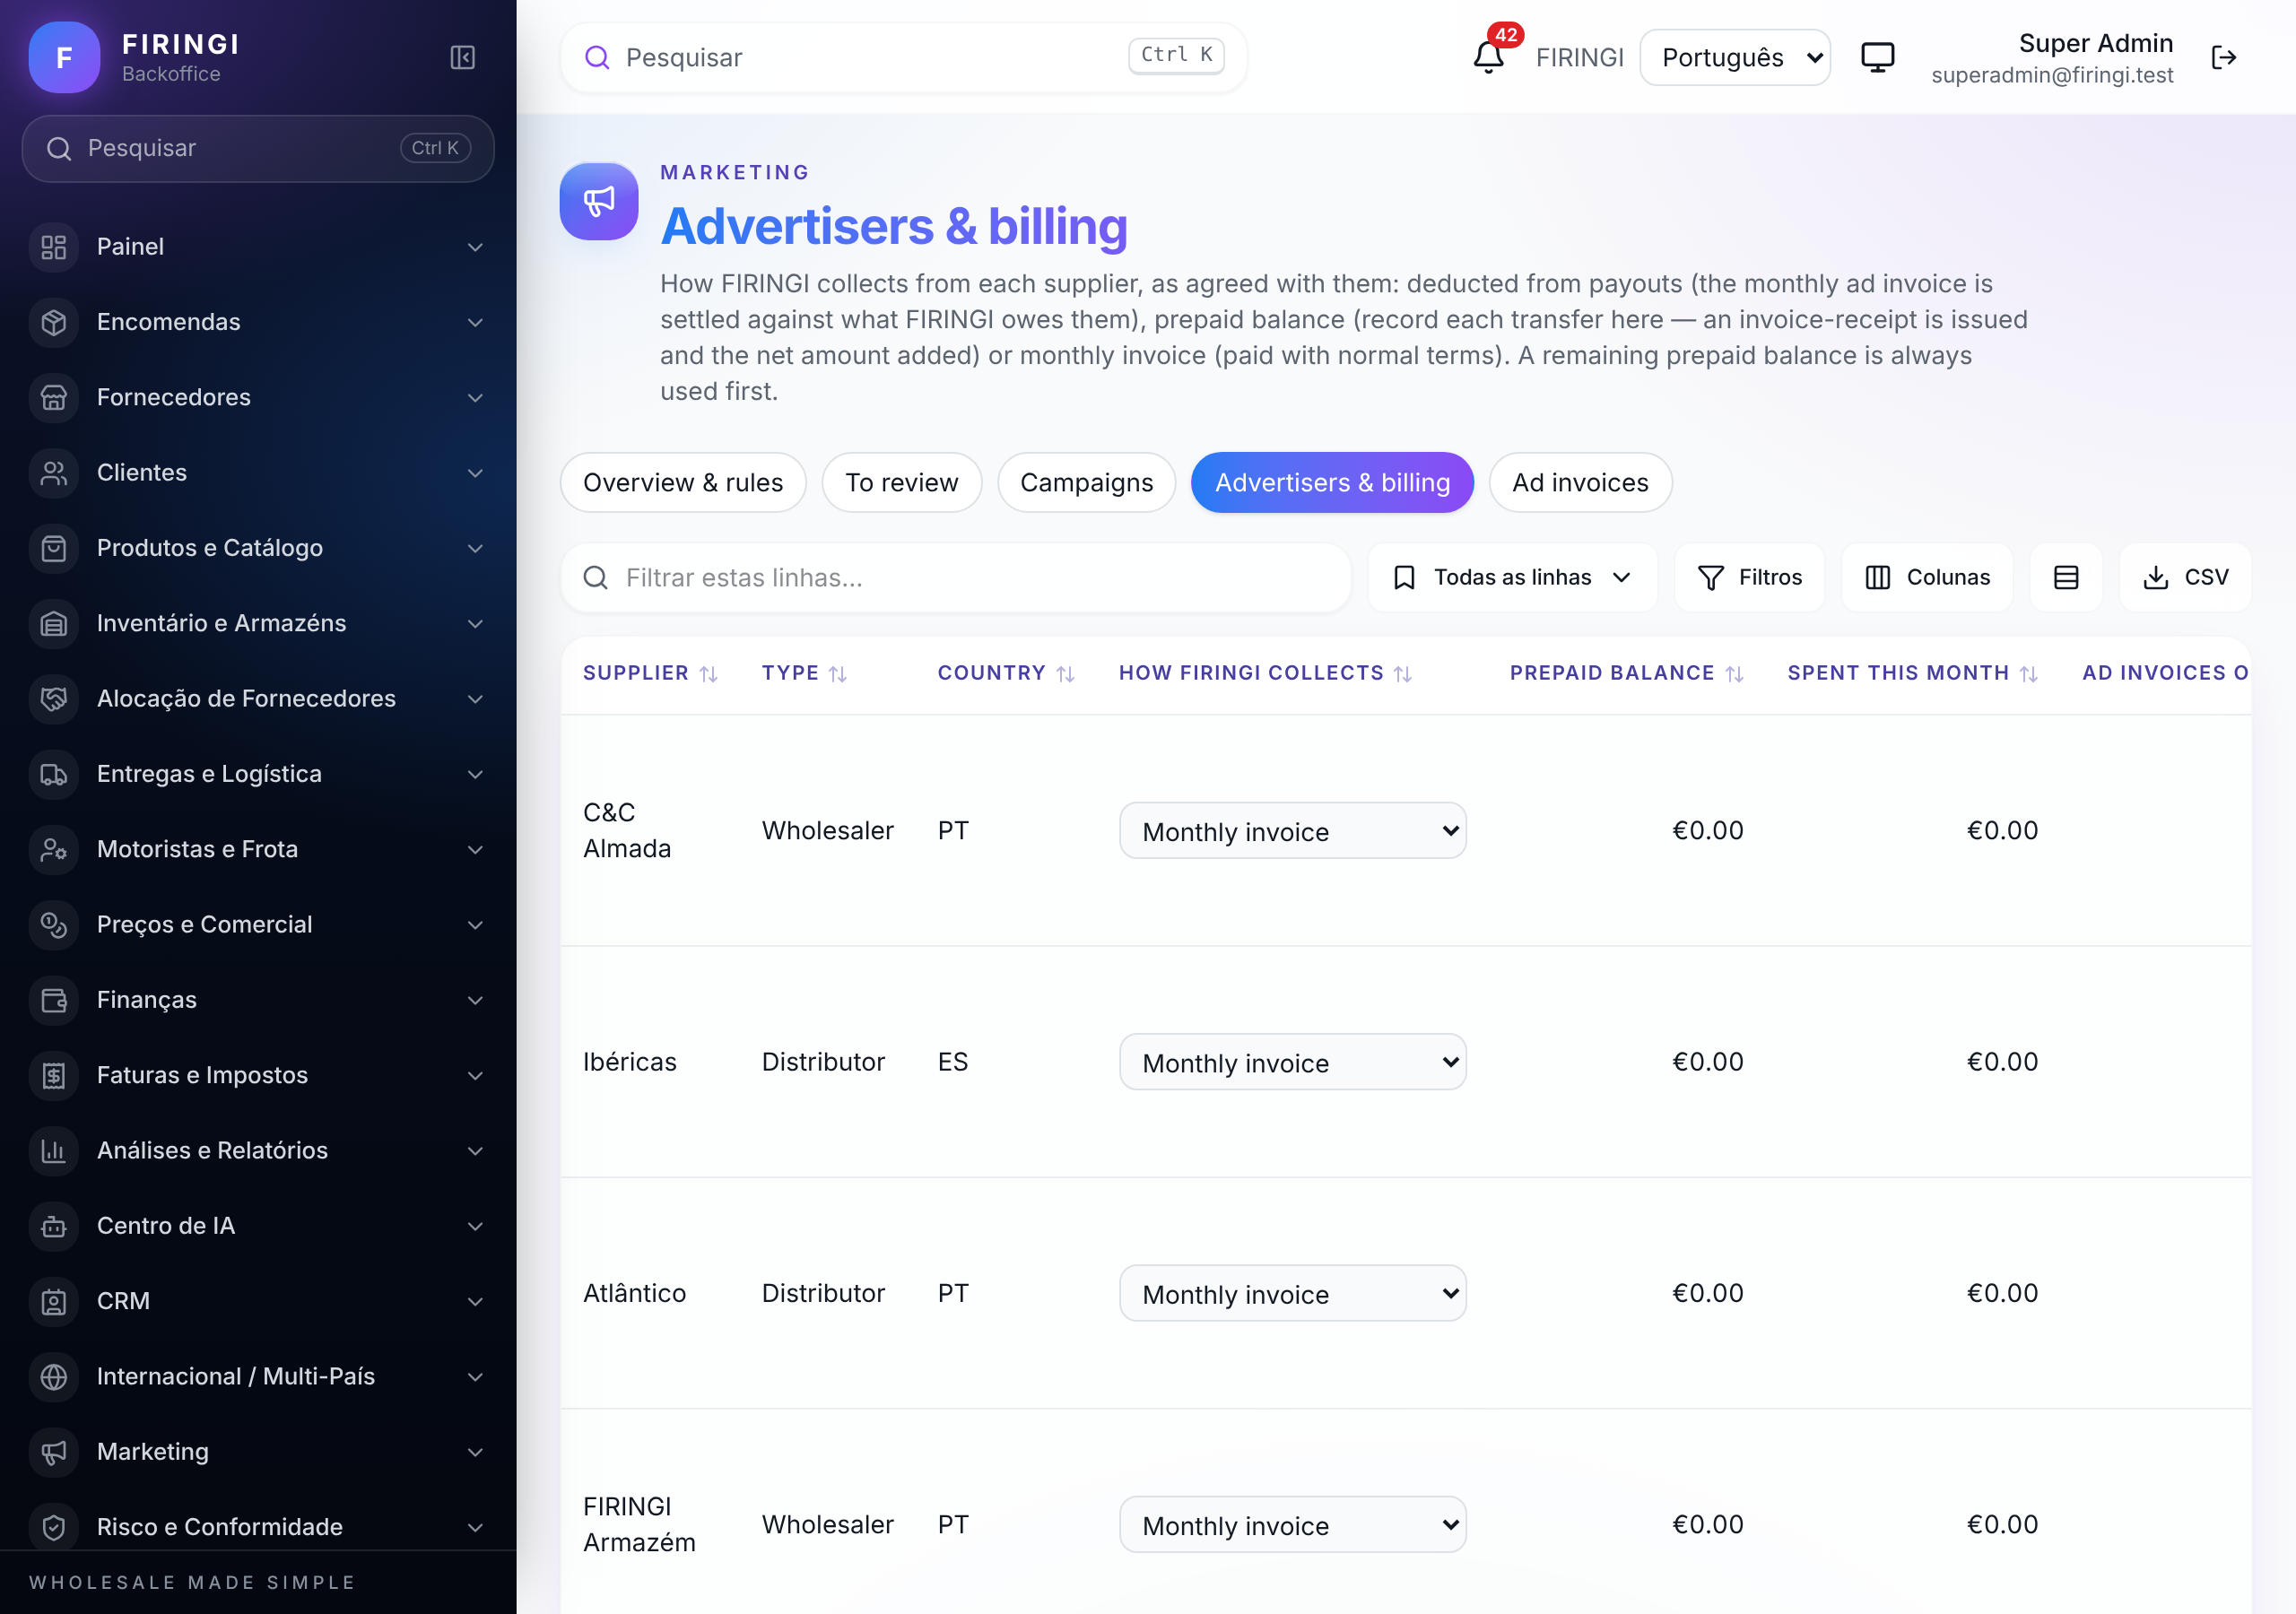 FIRINGI
Backoffice
Pesquisar Ctrl K
Painel
Encomendas
Fornecedores
Clientes
Produtos e Catálogo
Inventário e Armazéns
Alocação de Fornecedores
Entregas e Logística
Motoristas e Frota
Preços e Comercial
Finanças
Faturas e Impostos
Análises e Relatórios
Centro de IA
CRM
Internacional / Multi-País
Marketing
Risco e Conformidade
WHOLESALE MADE SIMPLE
Pesquisar Ctrl K
42
FIRINGI
Português
Super Admin
superadmin@firingi.test
MARKETING
Advertisers & billing
How FIRINGI collects from each supplier, as agreed with them: deducted from payouts (the monthly ad invoice is
settled against what FIRINGI owes them), prepaid balance (record each transfer here — an invoice-receipt is issued
and the net amount added) or monthly invoice (paid with normal terms). A remaining prepaid balance is always
used first.
Overview & rules To review Campaigns Advertisers & billing Ad invoices
Filtrar estas linhas... Todas as linhas Filtros Colunas CSV
SUPPLIER TYPE COUNTRY HOW FIRINGI COLLECTS PREPAID BALANCE SPENT THIS MONTH AD INVOICES O
C&C
Almada Wholesaler PT Monthly invoice €0.00 €0.00
Ibéricas Distributor ES Monthly invoice €0.00 €0.00
Atlântico Distributor PT Monthly invoice €0.00 €0.00
FIRINGI
Armazém Wholesaler PT Monthly invoice €0.00 €0.00